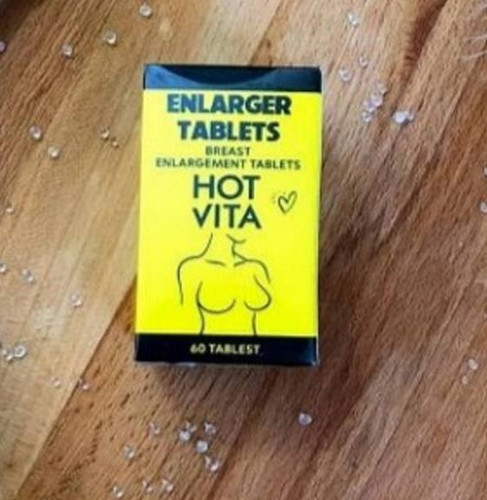 ENLARGER
TABLETS
BREAST
ENLARGEMENT TABLETS
HOT
VITA
60 TABLEST